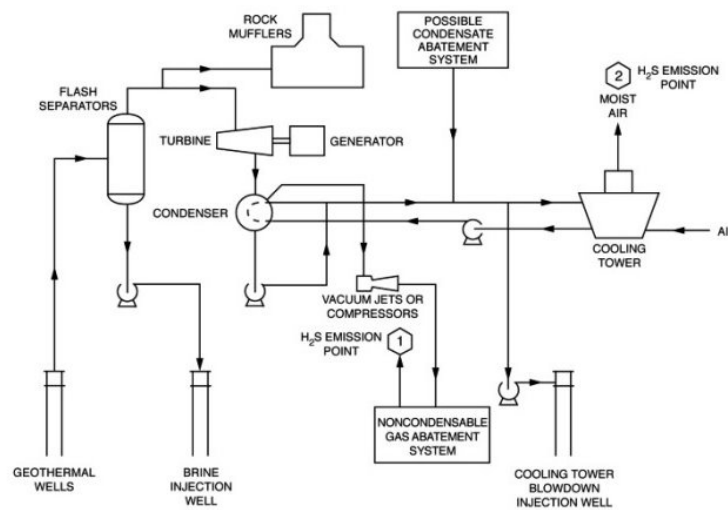 ROCK
MUFFLERS
POSSIBLE
CONDENSATE
ABATEMENT
SYSTEM
2
H₂S EMISSION
POINT
MOIST
AIR
FLASH
SEPARATORS
TURBINE
GENERATOR
CONDENSER
COOLING
TOWER
VACUUM JETS OR
COMPRESSORS
H₂S EMISSION
POINT
1
NONCONDENSABLE
GAS ABATEMENT
SYSTEM
GEOTHERMAL
WELLS
BRINE
INJECTION
WELL
COOLING TOWER
BLOWDOWN
INJECTION WELL